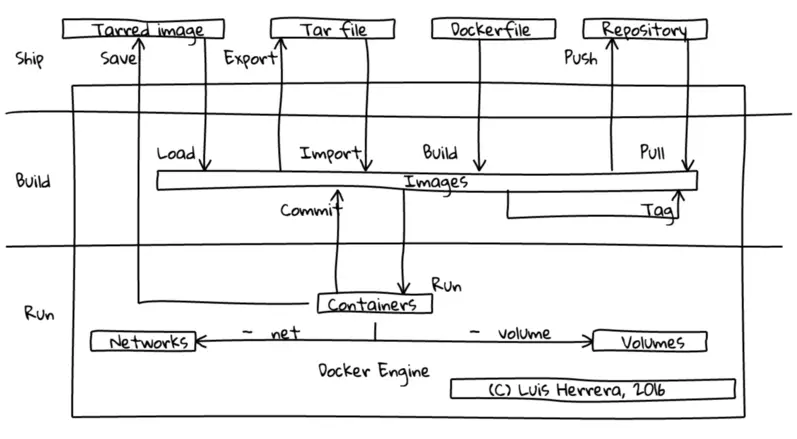 Tarred image
Tar file
Dockerfile
Repository
Ship
Save
Export
Push
Load
Import
Build
Pull
Build
Images
Commit
Tag
Run
Containers
Run
- net
- volume
Networks
Volumes
Docker Engine
(C) Luis Herrera, 2016